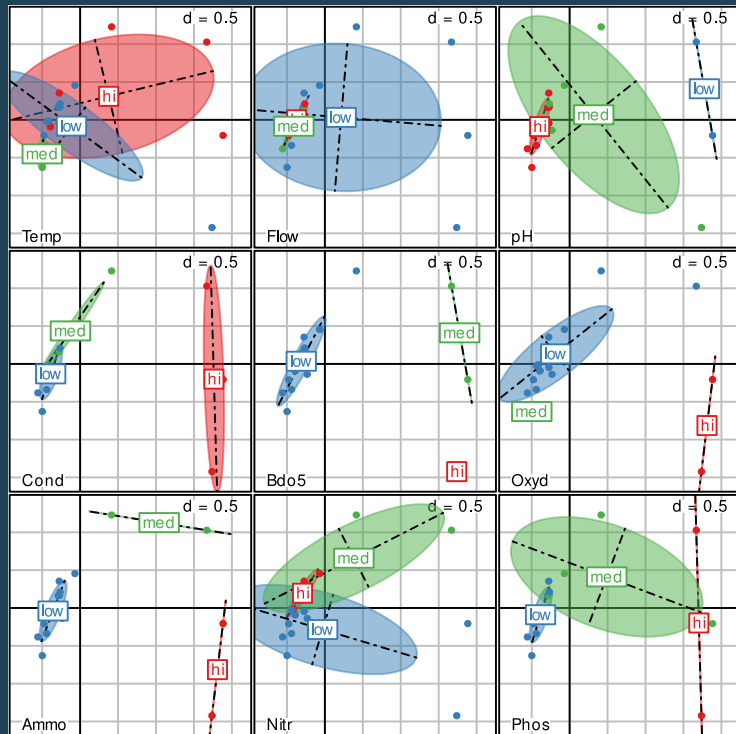 d = 0.5
hi
low
med
Temp
d = 0.5
low
hi
med
Flow
d = 0.5
low
med
hi
pH
d = 0.5
med
low
hi
Cond
d = 0.5
med
low
hi
Bdo5
d = 0.5
low
med
hi
Oxyd
d = 0.5
med
low
hi
Ammo
d = 0.5
med
hi
low
Nitr
d = 0.5
med
low
hi
Phos